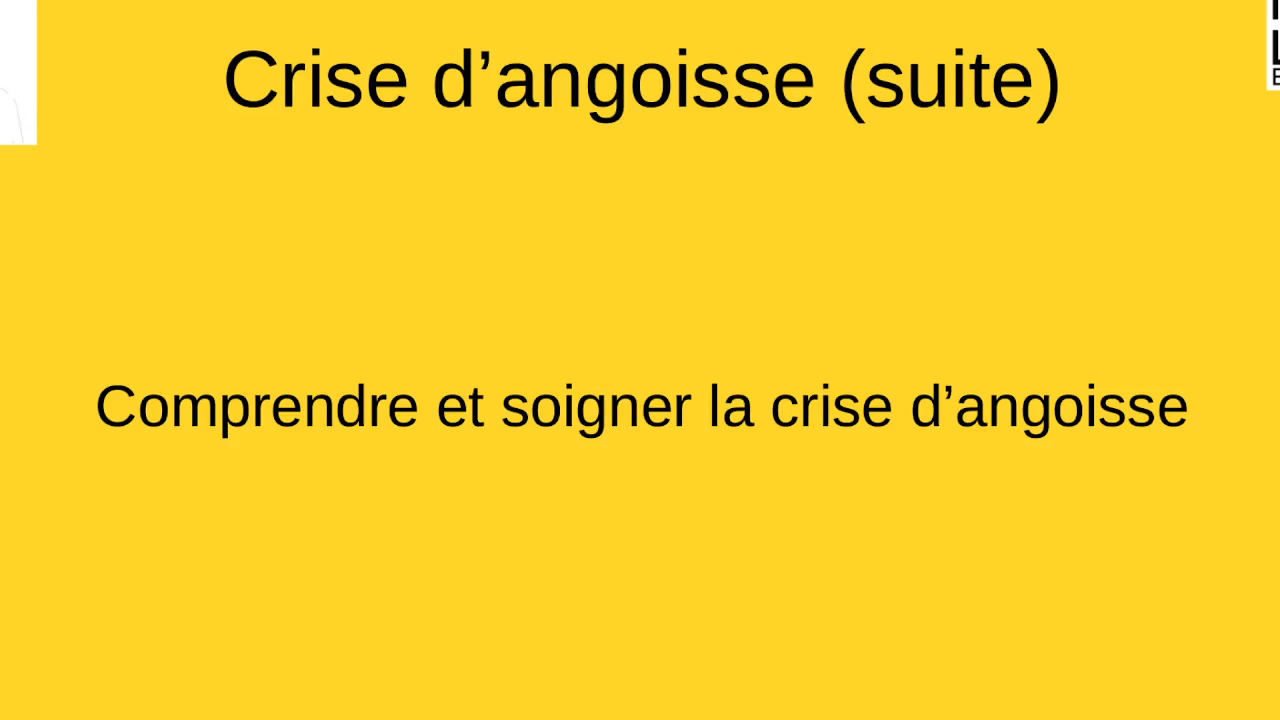 Crise d’angoisse (suite)
Comprendre et soigner la crise d’angoisse